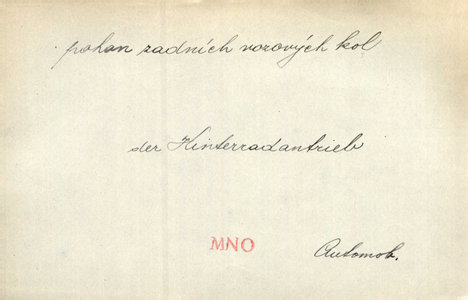 pohon zadních vozových kol
der Hinterradantrieb
MNO
Automob.